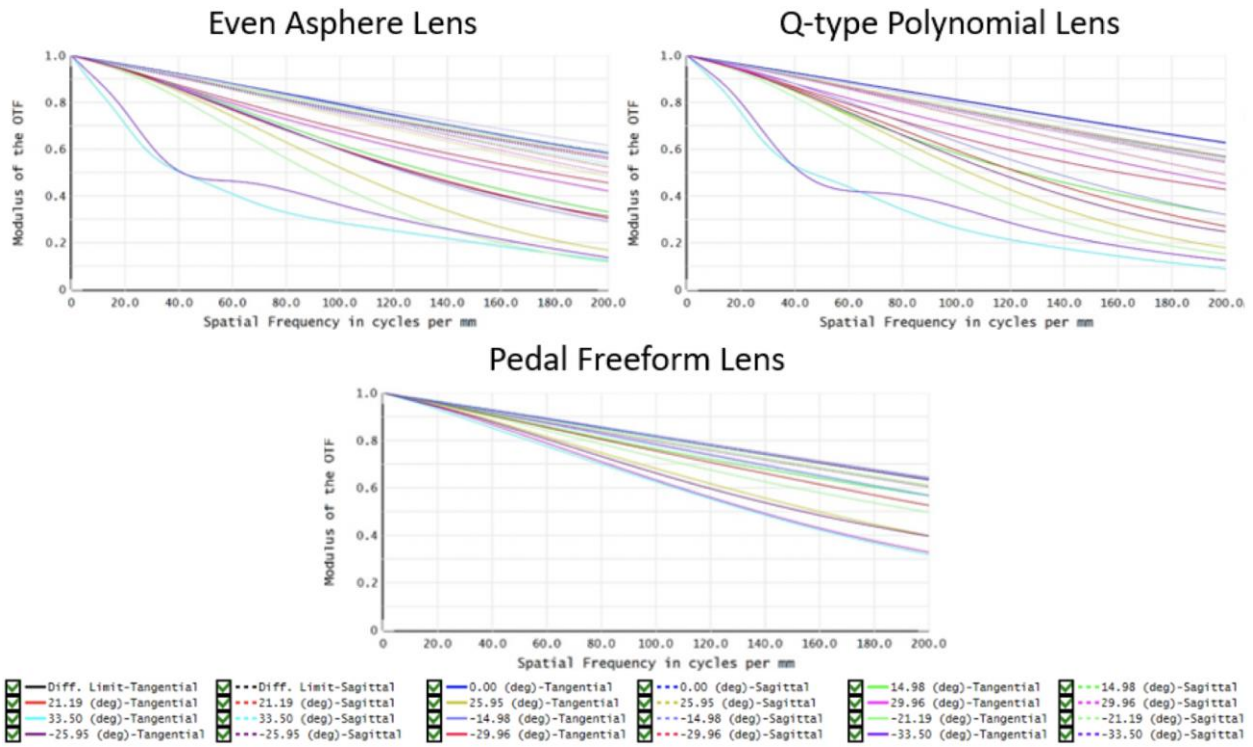 Even Asphere Lens
Q-type Polynomial Lens
1.0
0.8
0.6
0.4
0.2
0
Modulus of the OTF
0 20.0 40.0 60.0 80.0 100.0 120.0 140.0 160.0 180.0 200.0
Spatial Frequency in cycles per mm
1.0
0.8
0.6
0.4
0.2
0
Modulus of the OTF
0 20.0 40.0 60.0 80.0 100.0 120.0 140.0 160.0 180.0 200.0
Spatial Frequency in cycles per mm
Pedal Freeform Lens
1.0
0.8
0.6
0.4
0.2
0
Modulus of the OTF
0 20.0 40.0 60.0 80.0 100.0 120.0 140.0 160.0 180.0 200.0
Spatial Frequency in cycles per mm
Diff. Limit-Tangential Diff. Limit-Sagittal 0.00 (deg)-Tangential 0.00 (deg)-Sagittal 14.98 (deg)-Tangential 14.98 (deg)-Sagittal
21.19 (deg)-Tangential 21.19 (deg)-Sagittal 25.95 (deg)-Tangential 25.95 (deg)-Sagittal 29.96 (deg)-Tangential 29.96 (deg)-Sagittal
33.50 (deg)-Tangential 33.50 (deg)-Sagittal -14.98 (deg)-Tangential -14.98 (deg)-Sagittal -21.19 (deg)-Tangential -21.19 (deg)-Sagittal
-25.95 (deg)-Tangential -25.95 (deg)-Sagittal -29.96 (deg)-Tangential -29.96 (deg)-Sagittal -33.50 (deg)-Tangential -33.50 (deg)-Sagittal